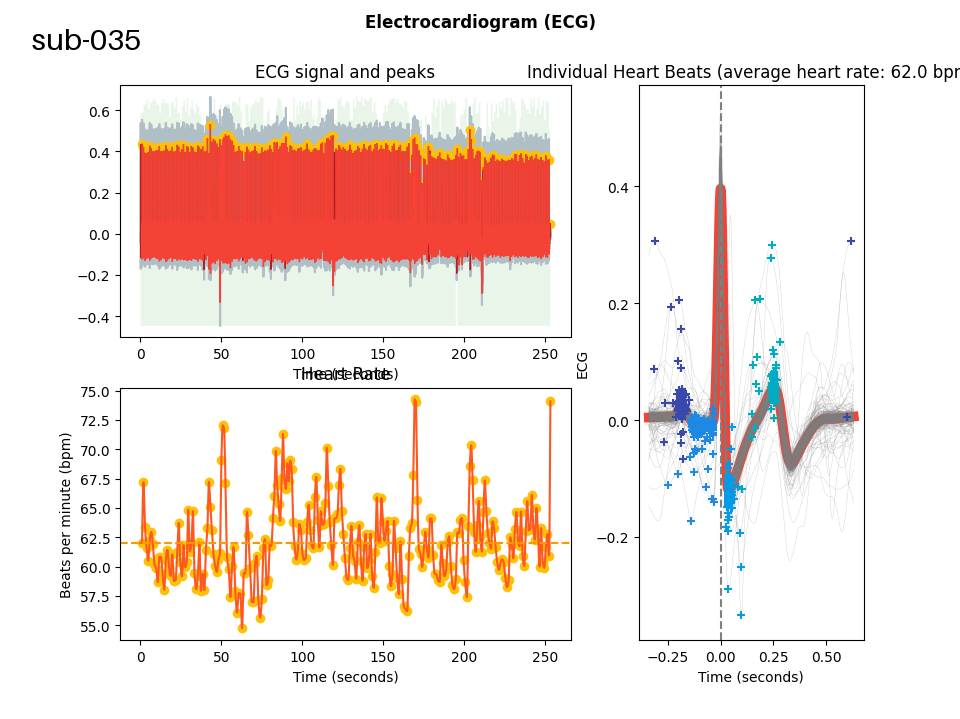 Electrocardiogram (ECG)
sub-035
ECG signal and peaks
Individual Heart Beats (average heart rate: 62.0 bpr
0.6
0.4
0.2
0.0
−0.2
−0.4
0 50 100 150 200 250
Time (seconds)
Heart Rate
75.0
72.5
70.0
67.5
65.0
62.5
60.0
57.5
55.0
Beats per minute (bpm)
0 50 100 150 200 250
Time (seconds)
ECG
0.4
0.2
0.0
−0.2
−0.25 0.00 0.25 0.50
Time (seconds)